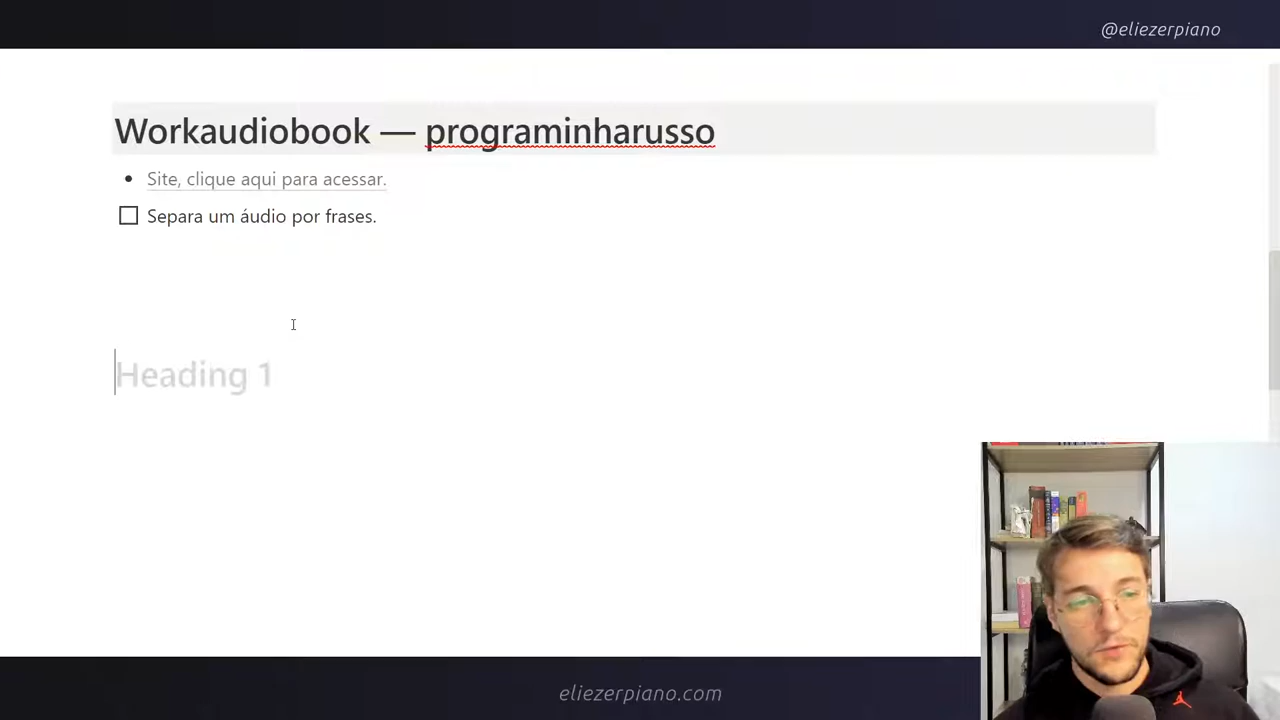 @eliezerpiano
Workaudiobook — programinharusso
Site, clique aqui para acessar.
Separa um áudio por frases.
Heading 1
eliezerpiano.com